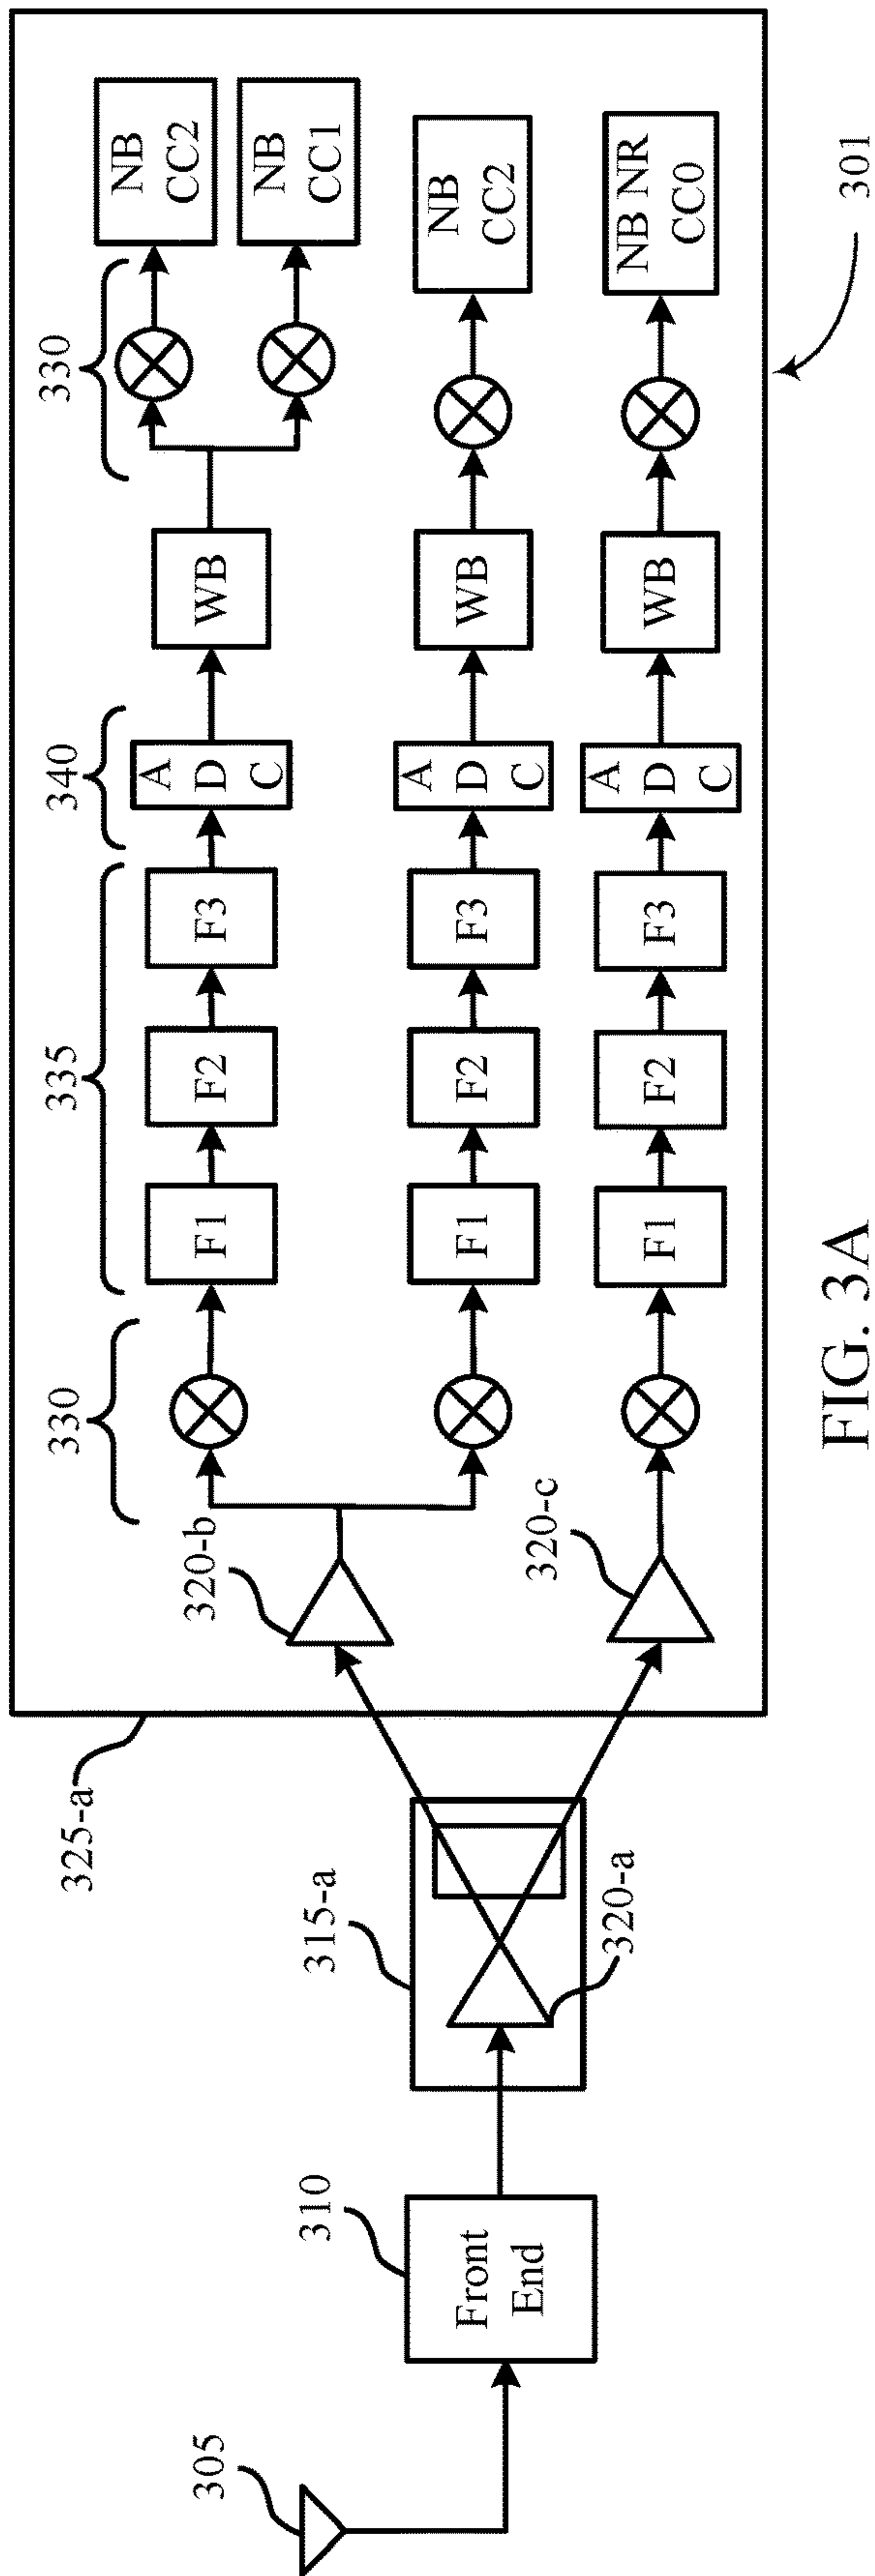 305
310
Front
End
315-a
320-a
325-a
320-b
320-c
330
335
340
330
F1
F2
F3
A
D
C
WB
NB
CC2
NB
CC1
F1
F2
F3
A
D
C
WB
NB
CC2
F1
F2
F3
A
D
C
WB
NB NR
CC0
301
FIG. 3A